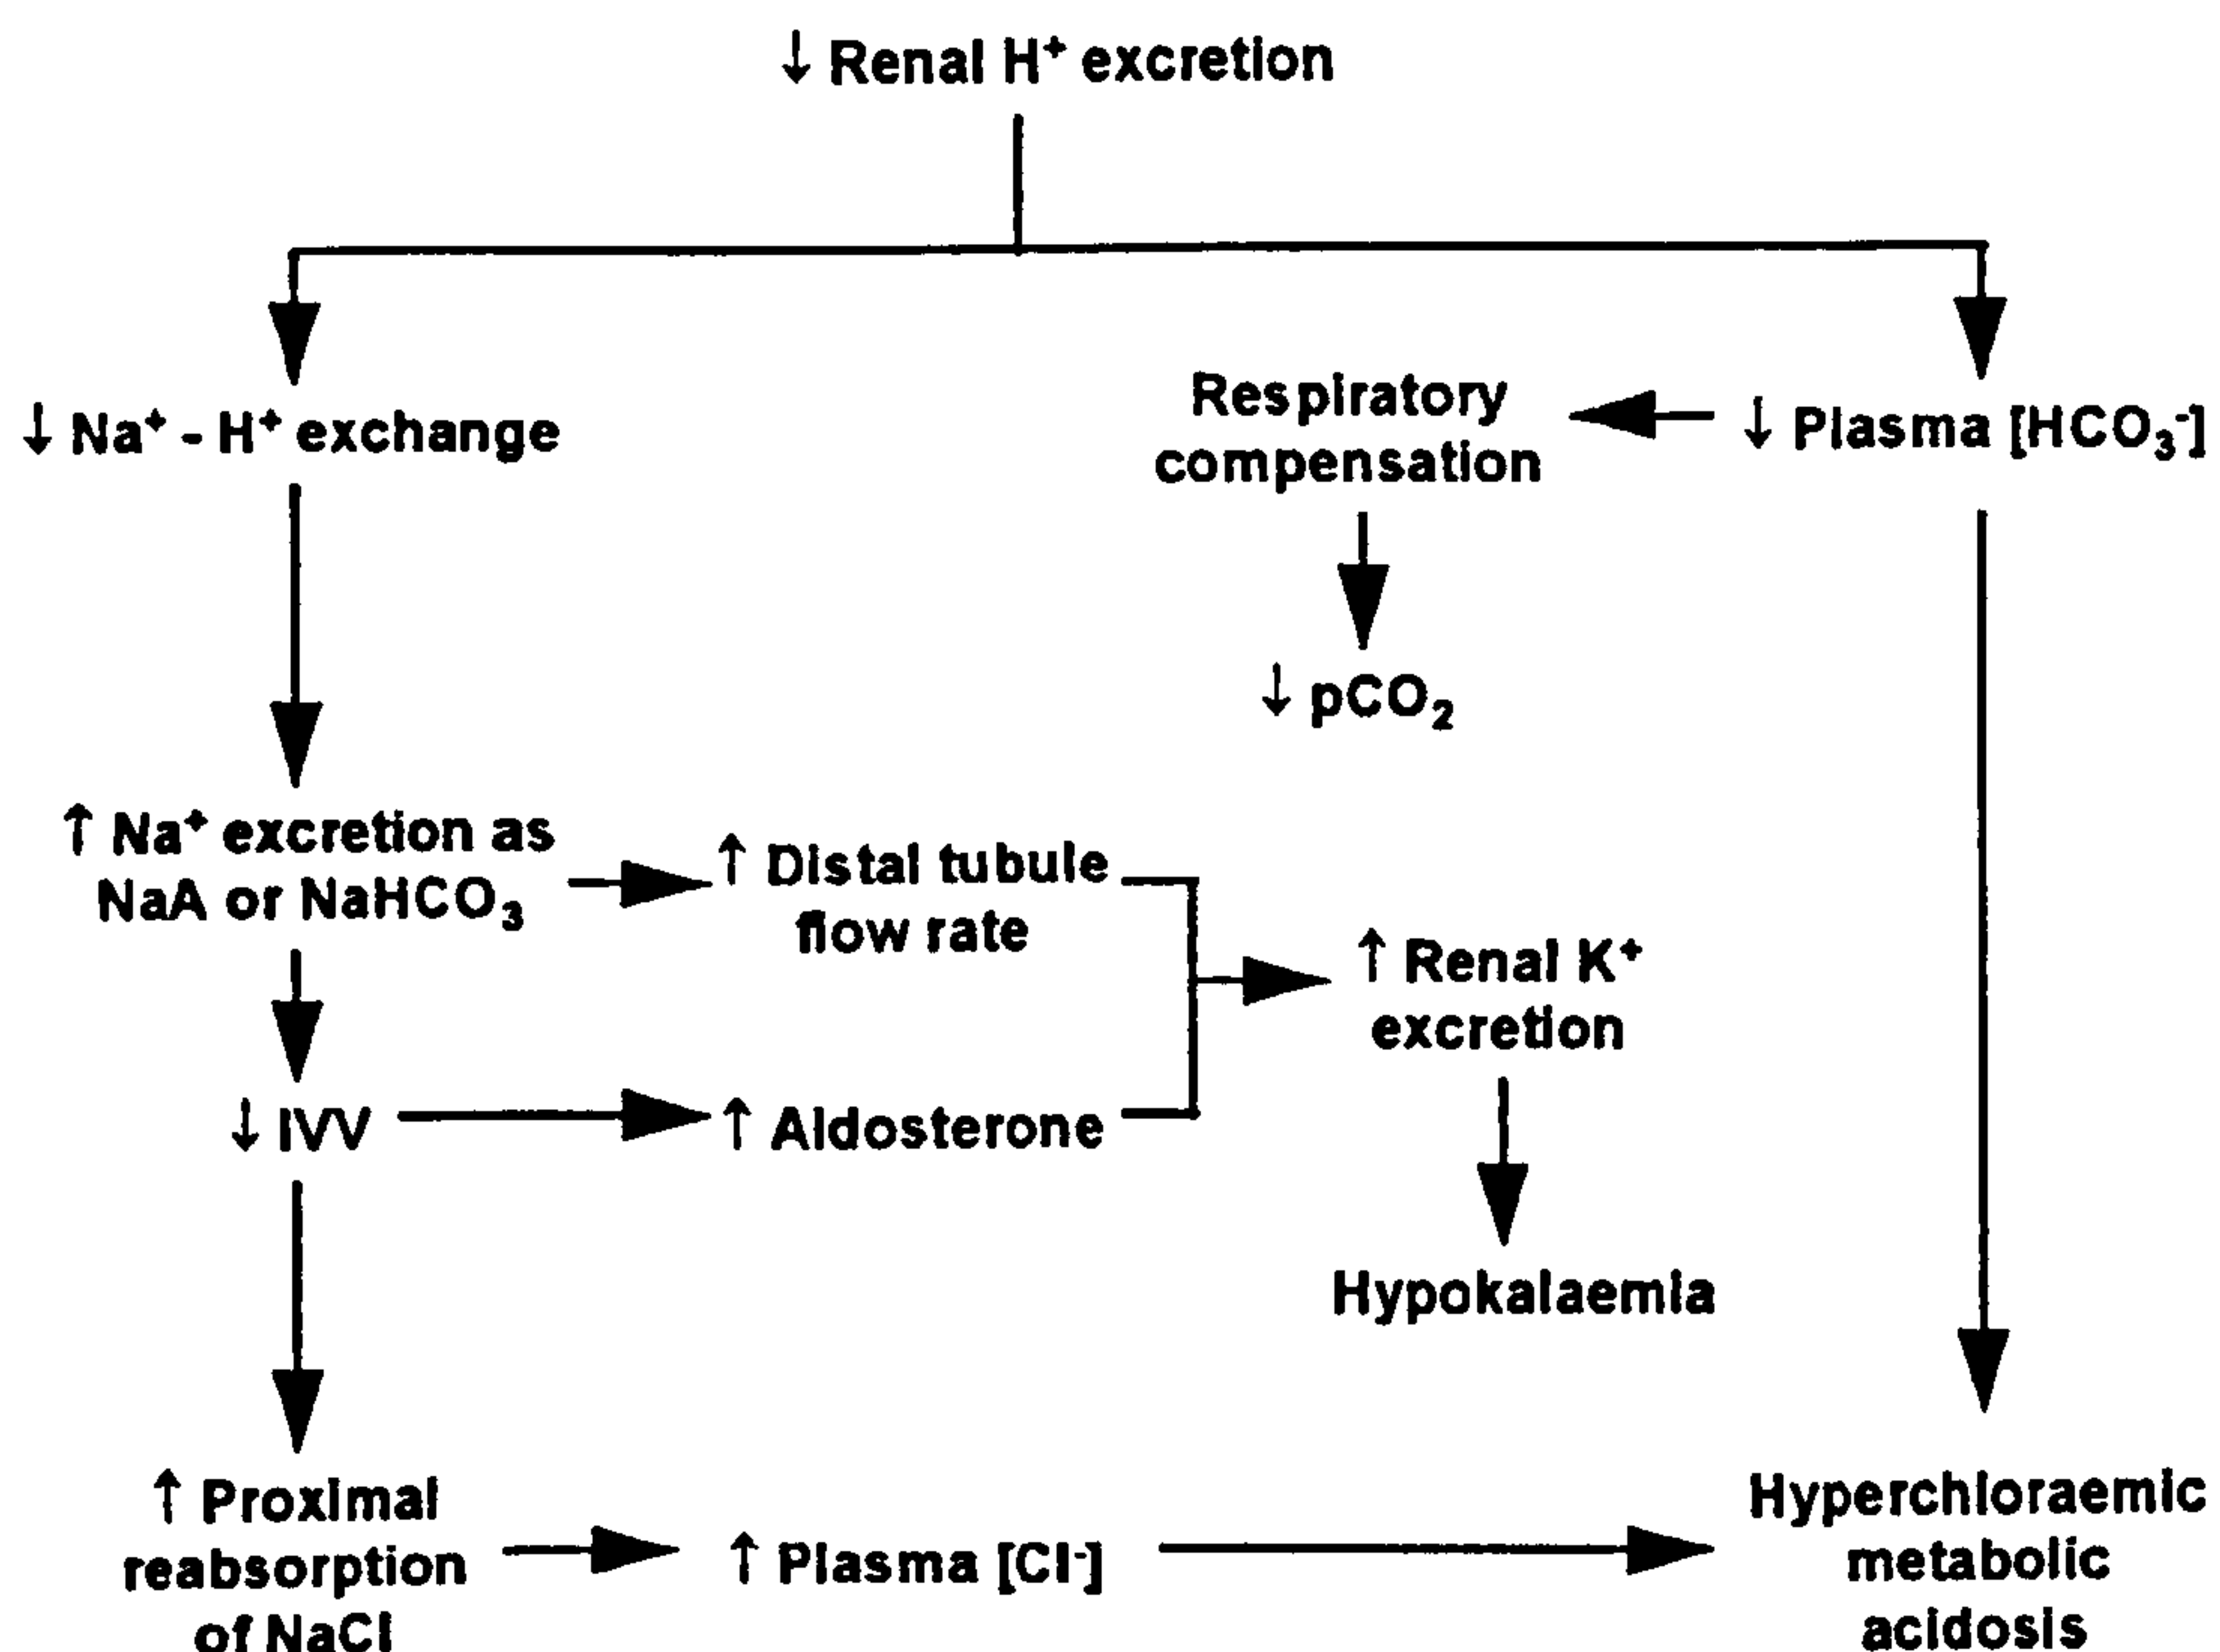 ↓ Renal H⁺ excretion
↓ Na⁺ - H⁺ exchange
Respiratory
compensation
↓ Plasma [HCO₃⁻]
↓ pCO₂
↑ Na⁺ excretion as
NaA or NaHCO₃
↑ Distal tubule
flow rate
↑ Renal K⁺
excretion
↓ IVV
↑ Aldosterone
Hypokalaemia
↑ Proximal
reabsorption
of NaCl
↑ Plasma [Cl⁻]
Hyperchloraemic
metabolic
acidosis